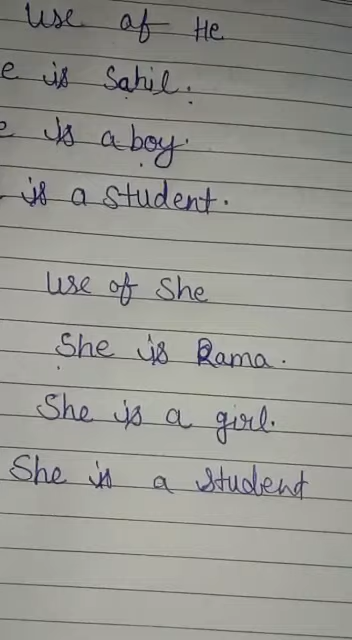 Use of He
e is Sahil.
e is a boy.
is a student.
Use of She
She is Rama.
She is a girl.
She is a student